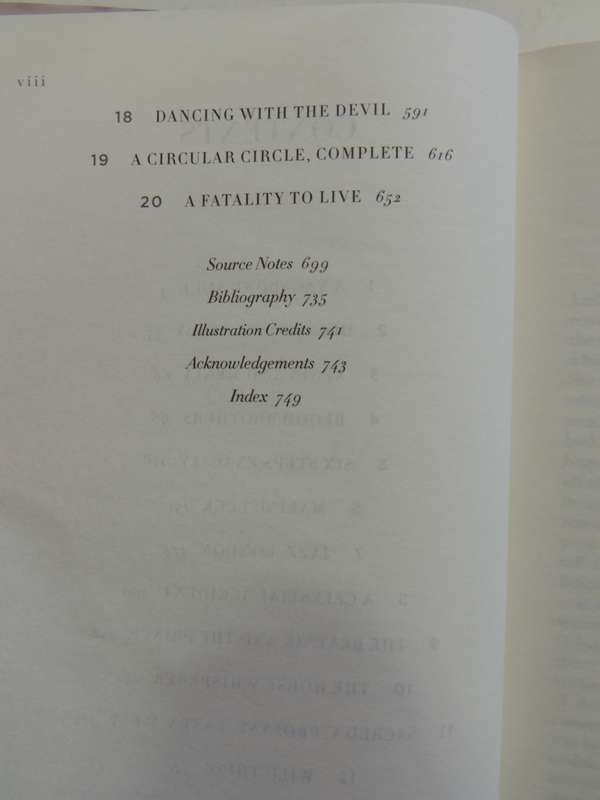 viii
18 DANCING WITH THE DEVIL 591
19 A CIRCULAR CIRCLE, COMPLETE 616
20 A FATALITY TO LIVE 652
Source Notes 699
Bibliography 735
Illustration Credits 741
Acknowledgements 743
Index 749